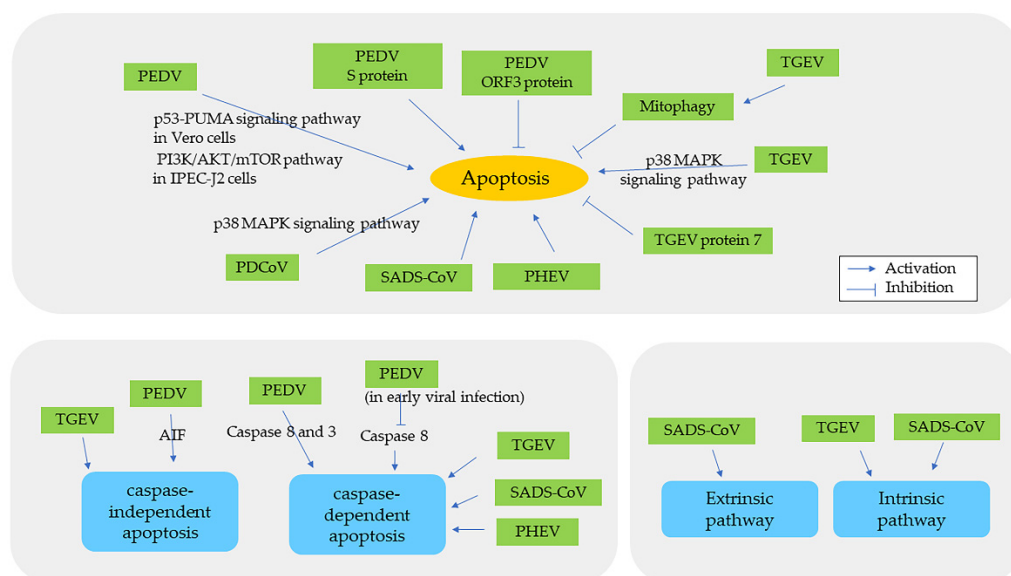 PEDV
PEDV
S protein
PEDV
ORF3 protein
TGEV
Mitophagy
p53-PUMA signaling pathway
in Vero cells
PI3K/AKT/mTOR pathway
in IPEC-J2 cells
Apoptosis
p38 MAPK
signaling pathway
TGEV
p38 MAPK signaling pathway
TGEV protein 7
PDCoV
SADS-CoV
PHEV
Activation
Inhibition
TGEV
PEDV
AIF
PEDV
Caspase 8 and 3
PEDV
(in early viral infection)
Caspase 8
TGEV
SADS-CoV
PHEV
caspase-
independent
apoptosis
caspase-
dependent
apoptosis
SADS-CoV
TGEV
SADS-CoV
Extrinsic
pathway
Intrinsic
pathway